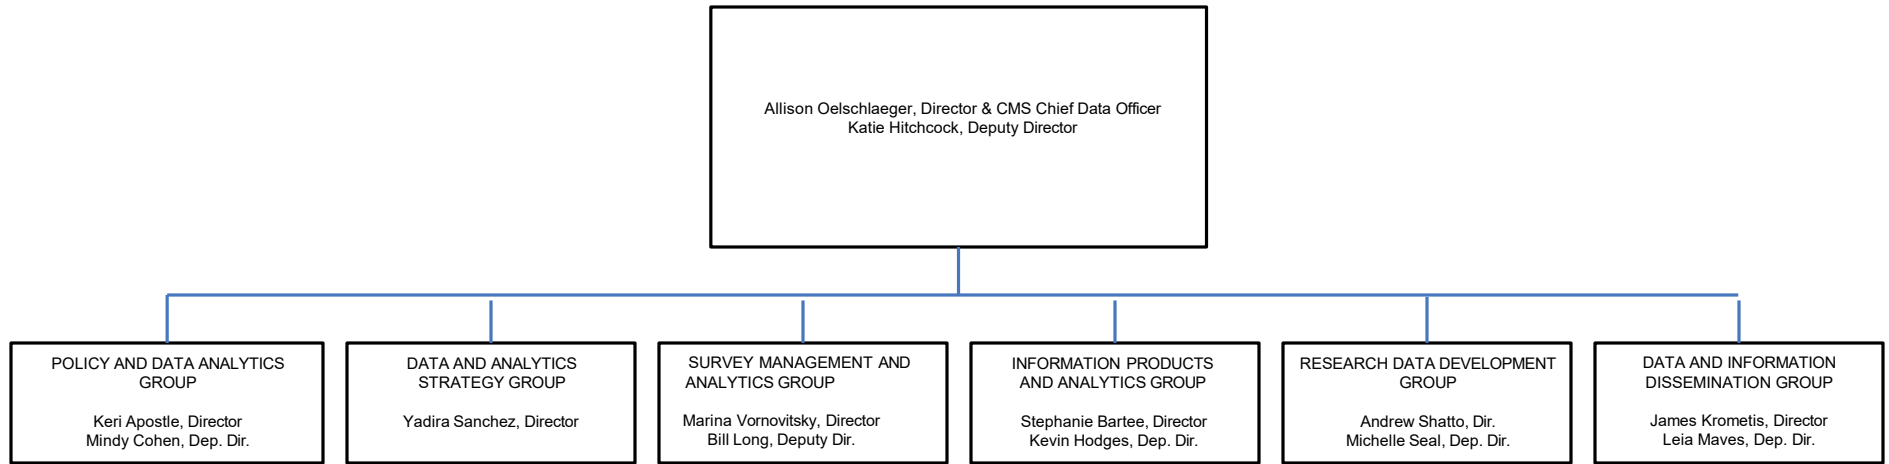 Allison Oelschlaeger, Director & CMS Chief Data Officer
Katie Hitchcock, Deputy Director
POLICY AND DATA ANALYTICS
GROUP
Keri Apostle, Director
Mindy Cohen, Dep. Dir.
DATA AND ANALYTICS
STRATEGY GROUP
Yadira Sanchez, Director
SURVEY MANAGEMENT AND
ANALYTICS GROUP
Marina Vornovitsky, Director
Bill Long, Deputy Dir.
INFORMATION PRODUCTS
AND ANALYTICS GROUP
Stephanie Bartee, Director
Kevin Hodges, Dep. Dir.
RESEARCH DATA DEVELOPMENT
GROUP
Andrew Shatto, Dir.
Michelle Seal, Dep. Dir.
DATA AND INFORMATION
DISSEMINATION GROUP
James Krometis, Director
Leia Maves, Dep. Dir.